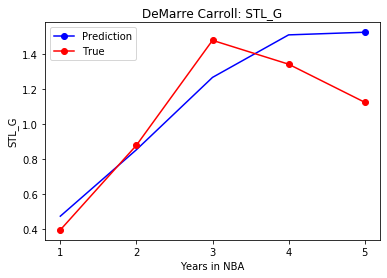 DeMarre Carroll: STL_G
Prediction
True
STL_G
1.4
1.2
1.0
0.8
0.6
0.4
1 2 3 4 5
Years in NBA